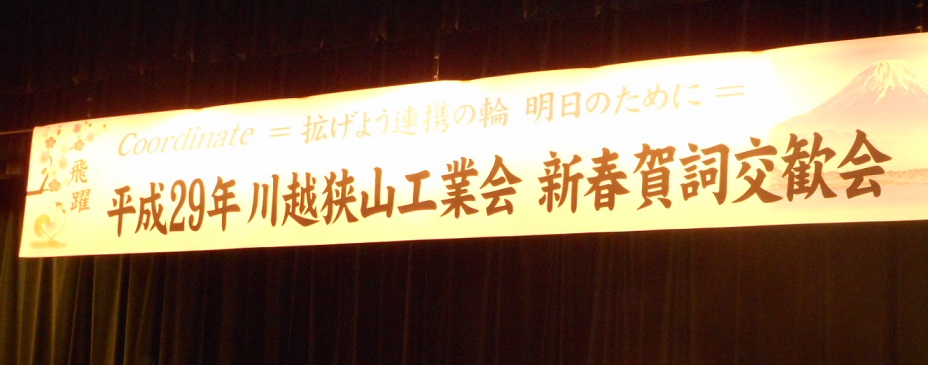 飛躍
Coordinate = 拡げよう連携の輪 明日のために =
平成29年 川越狭山工業会 新春賀詞交歓会